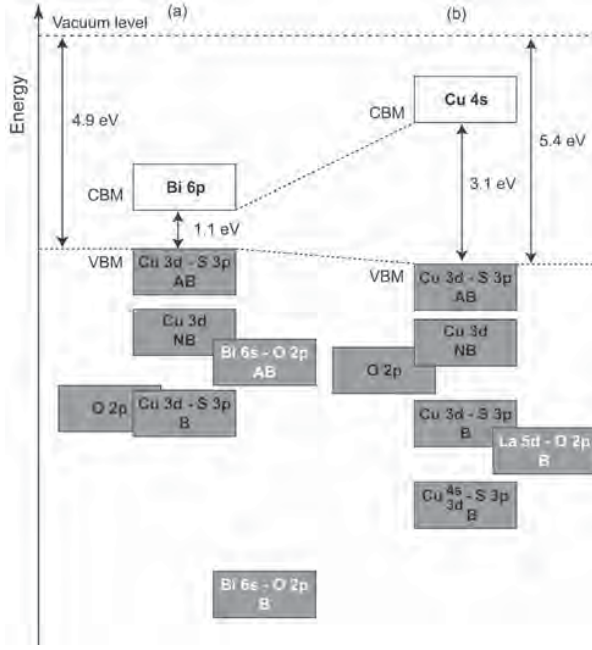 Vacuum level
(a)
(b)
Energy
4.9 eV
5.4 eV
CBM
Cu 4s
CBM
Bi 6p
3.1 eV
1.1 eV
VBM
Cu 3d - S 3p
AB
VBM
Cu 3d - S 3p
AB
Cu 3d
NB
Cu 3d
NB
Bi 6s - O 2p
AB
O 2p
O 2p
Cu 3d - S 3p
B
Cu 3d - S 3p
B
La 5d - O 2p
B
Cu 4s 3d - S 3p
B
Bi 6s - O 2p
B